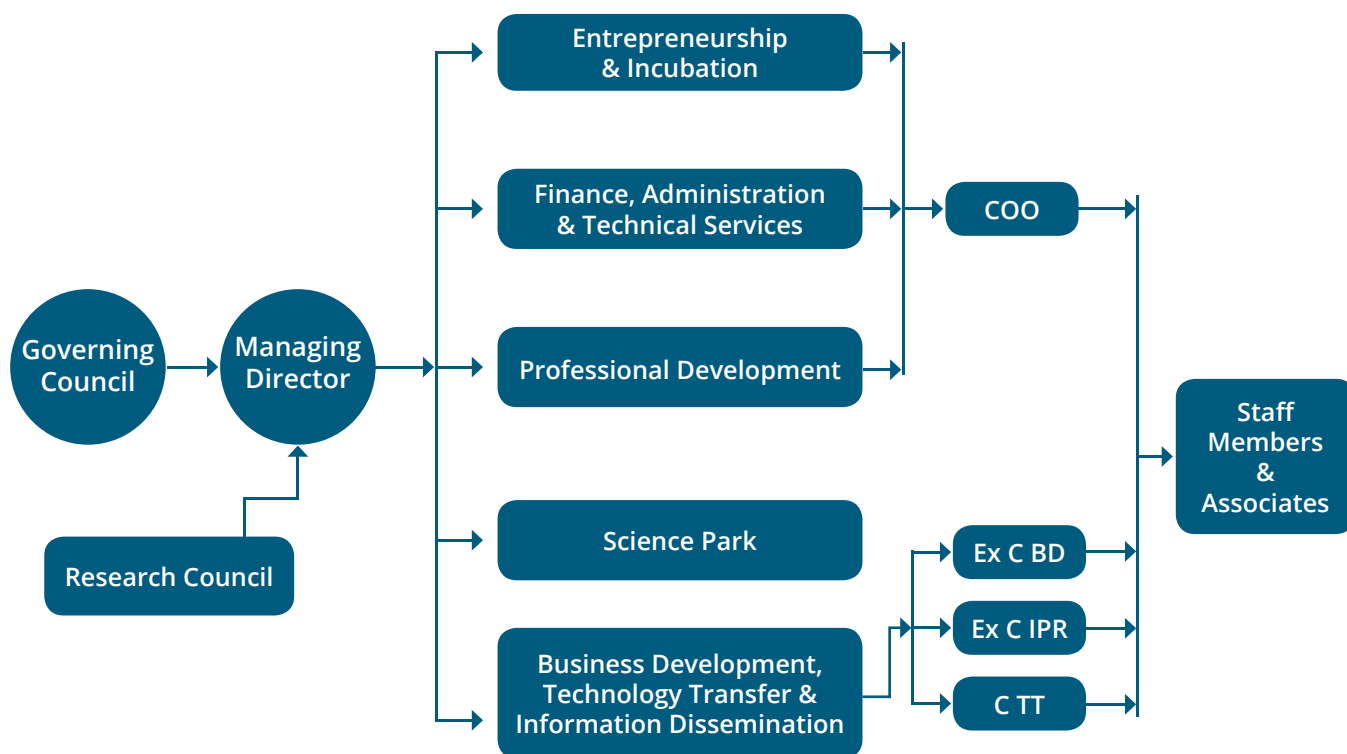 Governing
Council
Managing
Director
Research Council
Entrepreneurship
& Incubation
Finance, Administration
& Technical Services
Professional Development
Science Park
Business Development,
Technology Transfer &
Information Dissemination
COO
Ex C BD
Ex C IPR
C TT
Staff
Members
&
Associates